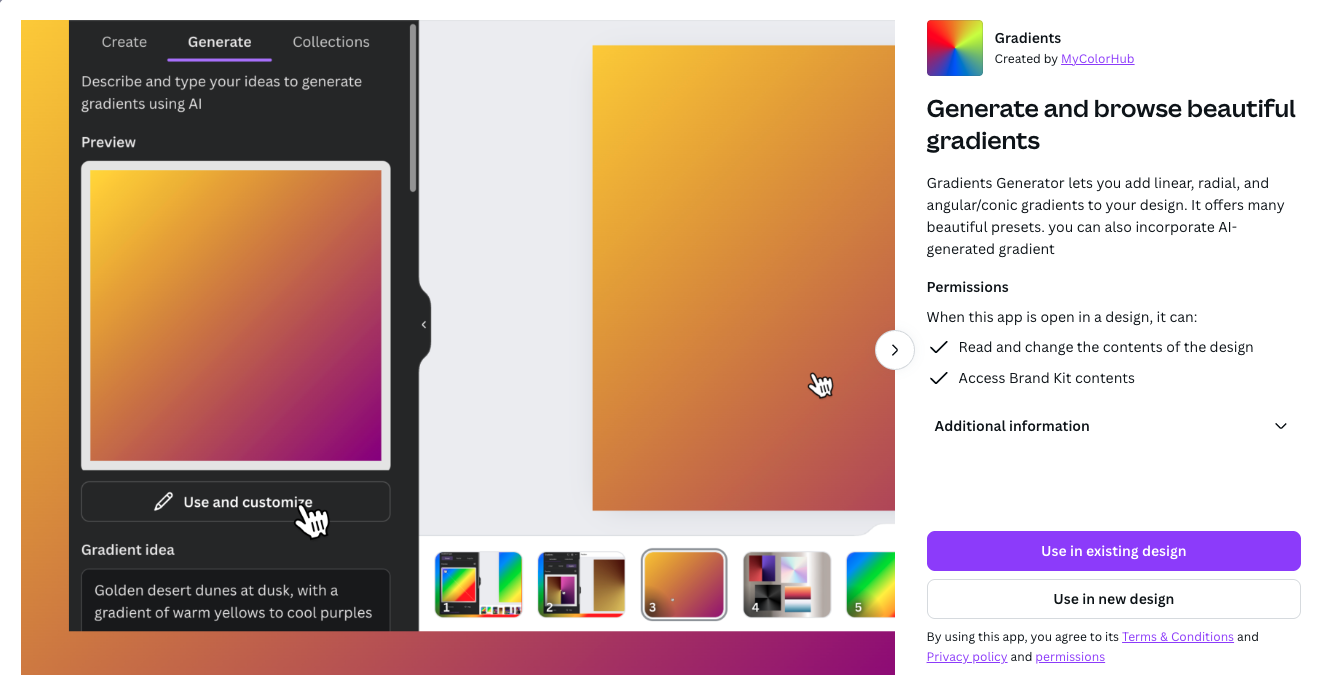 Create Generate Collections
Describe and type your ideas to generate
gradients using AI
Preview
Use and customize
Gradient idea
Golden desert dunes at dusk, with a
gradient of warm yellows to cool purples
1 2 3 4 5
Gradients
Created by MyColorHub
Generate and browse beautiful
gradients
Gradients Generator lets you add linear, radial, and
angular/conic gradients to your design. It offers many
beautiful presets. you can also incorporate AI-
generated gradient
Permissions
When this app is open in a design, it can:
Read and change the contents of the design
Access Brand Kit contents
Additional information
Use in existing design
Use in new design
By using this app, you agree to its Terms & Conditions and
Privacy policy and permissions